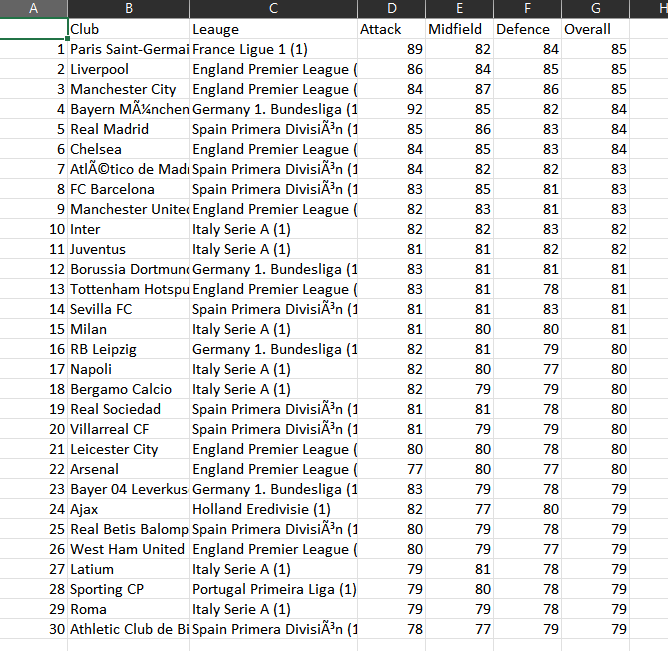 A B C D E F G H
Club Leauge Attack Midfield Defence Overall
1 Paris Saint-Germai France Ligue 1 (1) 89 82 84 85
2 Liverpool England Premier League ( 86 84 85 85
3 Manchester City England Premier League ( 84 87 86 85
4 Bayern MÃ¼nchen Germany 1. Bundesliga (1 92 85 82 84
5 Real Madrid Spain Primera DivisiÃ³n (1 85 86 83 84
6 Chelsea England Premier League ( 84 85 83 84
7 AtlÃ©tico de Mad Spain Primera DivisiÃ³n (1 84 82 82 83
8 FC Barcelona Spain Primera DivisiÃ³n (1 83 85 81 83
9 Manchester Unite England Premier League ( 82 83 81 83
10 Inter Italy Serie A (1) 82 82 83 82
11 Juventus Italy Serie A (1) 81 81 82 82
12 Borussia Dortmun Germany 1. Bundesliga (1 83 81 81 81
13 Tottenham Hotspu England Premier League ( 83 81 78 81
14 Sevilla FC Spain Primera DivisiÃ³n (1 81 81 83 81
15 Milan Italy Serie A (1) 81 80 80 81
16 RB Leipzig Germany 1. Bundesliga (1 82 81 79 80
17 Napoli Italy Serie A (1) 82 80 77 80
18 Bergamo Calcio Italy Serie A (1) 82 79 79 80
19 Real Sociedad Spain Primera DivisiÃ³n (1 81 81 78 80
20 Villarreal CF Spain Primera DivisiÃ³n (1 81 79 79 80
21 Leicester City England Premier League ( 80 80 78 80
22 Arsenal England Premier League ( 77 80 77 80
23 Bayer 04 Leverkus Germany 1. Bundesliga (1 83 79 78 79
24 Ajax Holland Eredivisie (1) 82 77 80 79
25 Real Betis Balomp Spain Primera DivisiÃ³n (1 80 79 78 79
26 West Ham United England Premier League ( 80 79 77 79
27 Latium Italy Serie A (1) 79 81 78 79
28 Sporting CP Portugal Primeira Liga (1) 79 80 78 79
29 Roma Italy Serie A (1) 79 79 78 79
30 Athletic Club de Bi Spain Primera DivisiÃ³n (1 78 77 79 79